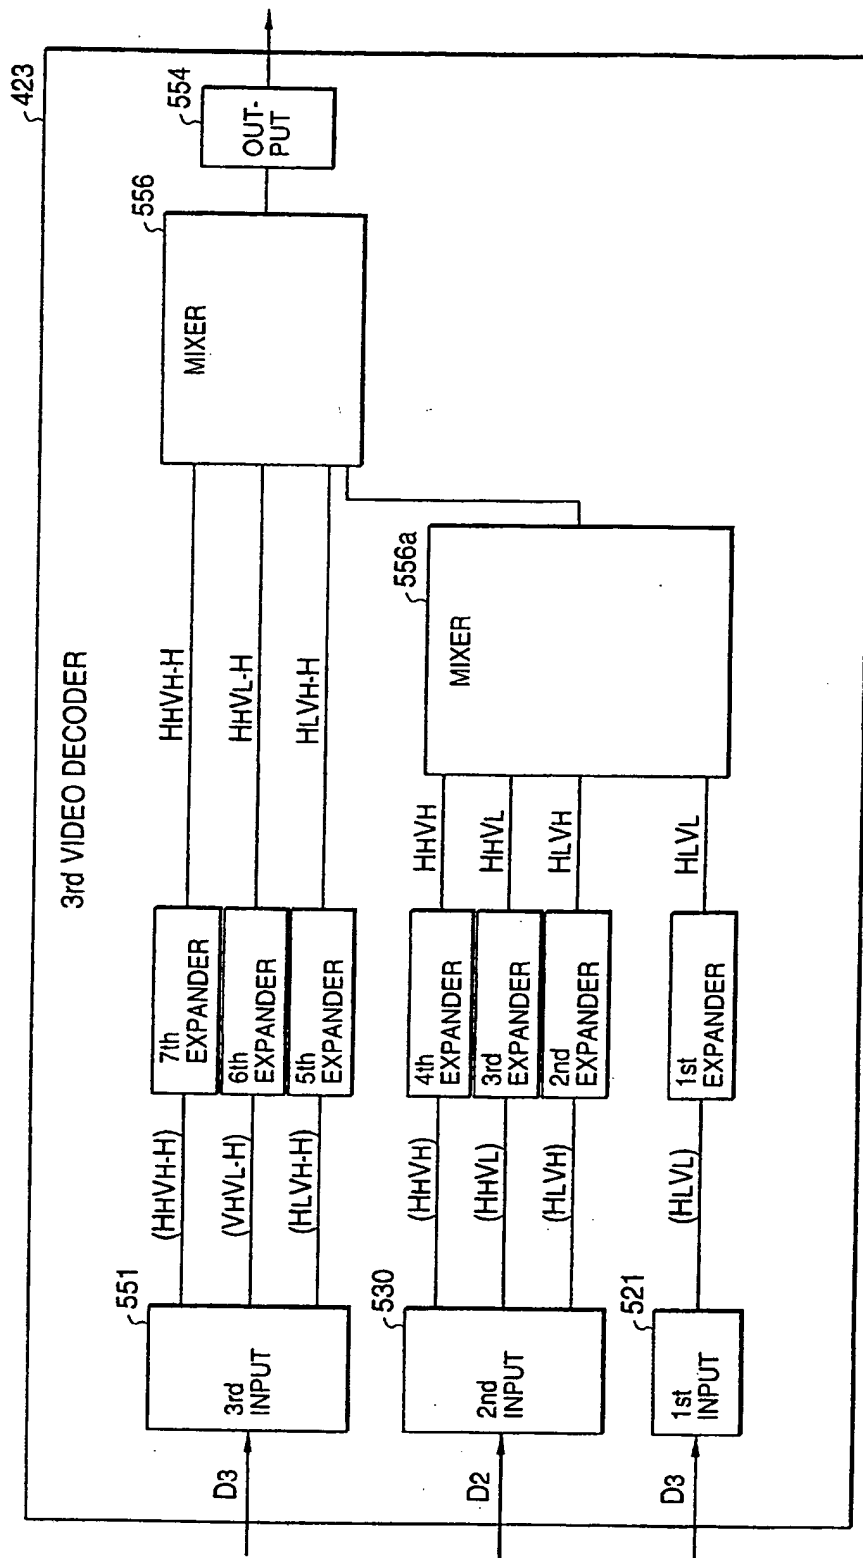 423
3rd VIDEO DECODER
D3
551
3rd
INPUT
(HHVH-H)
(VHVL-H)
(HLVH-H)
7th
EXPANDER
6th
EXPANDER
5th
EXPANDER
HHVH-H
HHVL-H
HLVH-H
556
MIXER
554
OUT-
PUT
D2
530
2nd
INPUT
(HHVH)
(HHVL)
(HLVH)
4th
EXPANDER
3rd
EXPANDER
2nd
EXPANDER
HHVH
HHVL
HLVH
556a
MIXER
D3
521
1st
INPUT
(HLVL)
1st
EXPANDER
HLVL